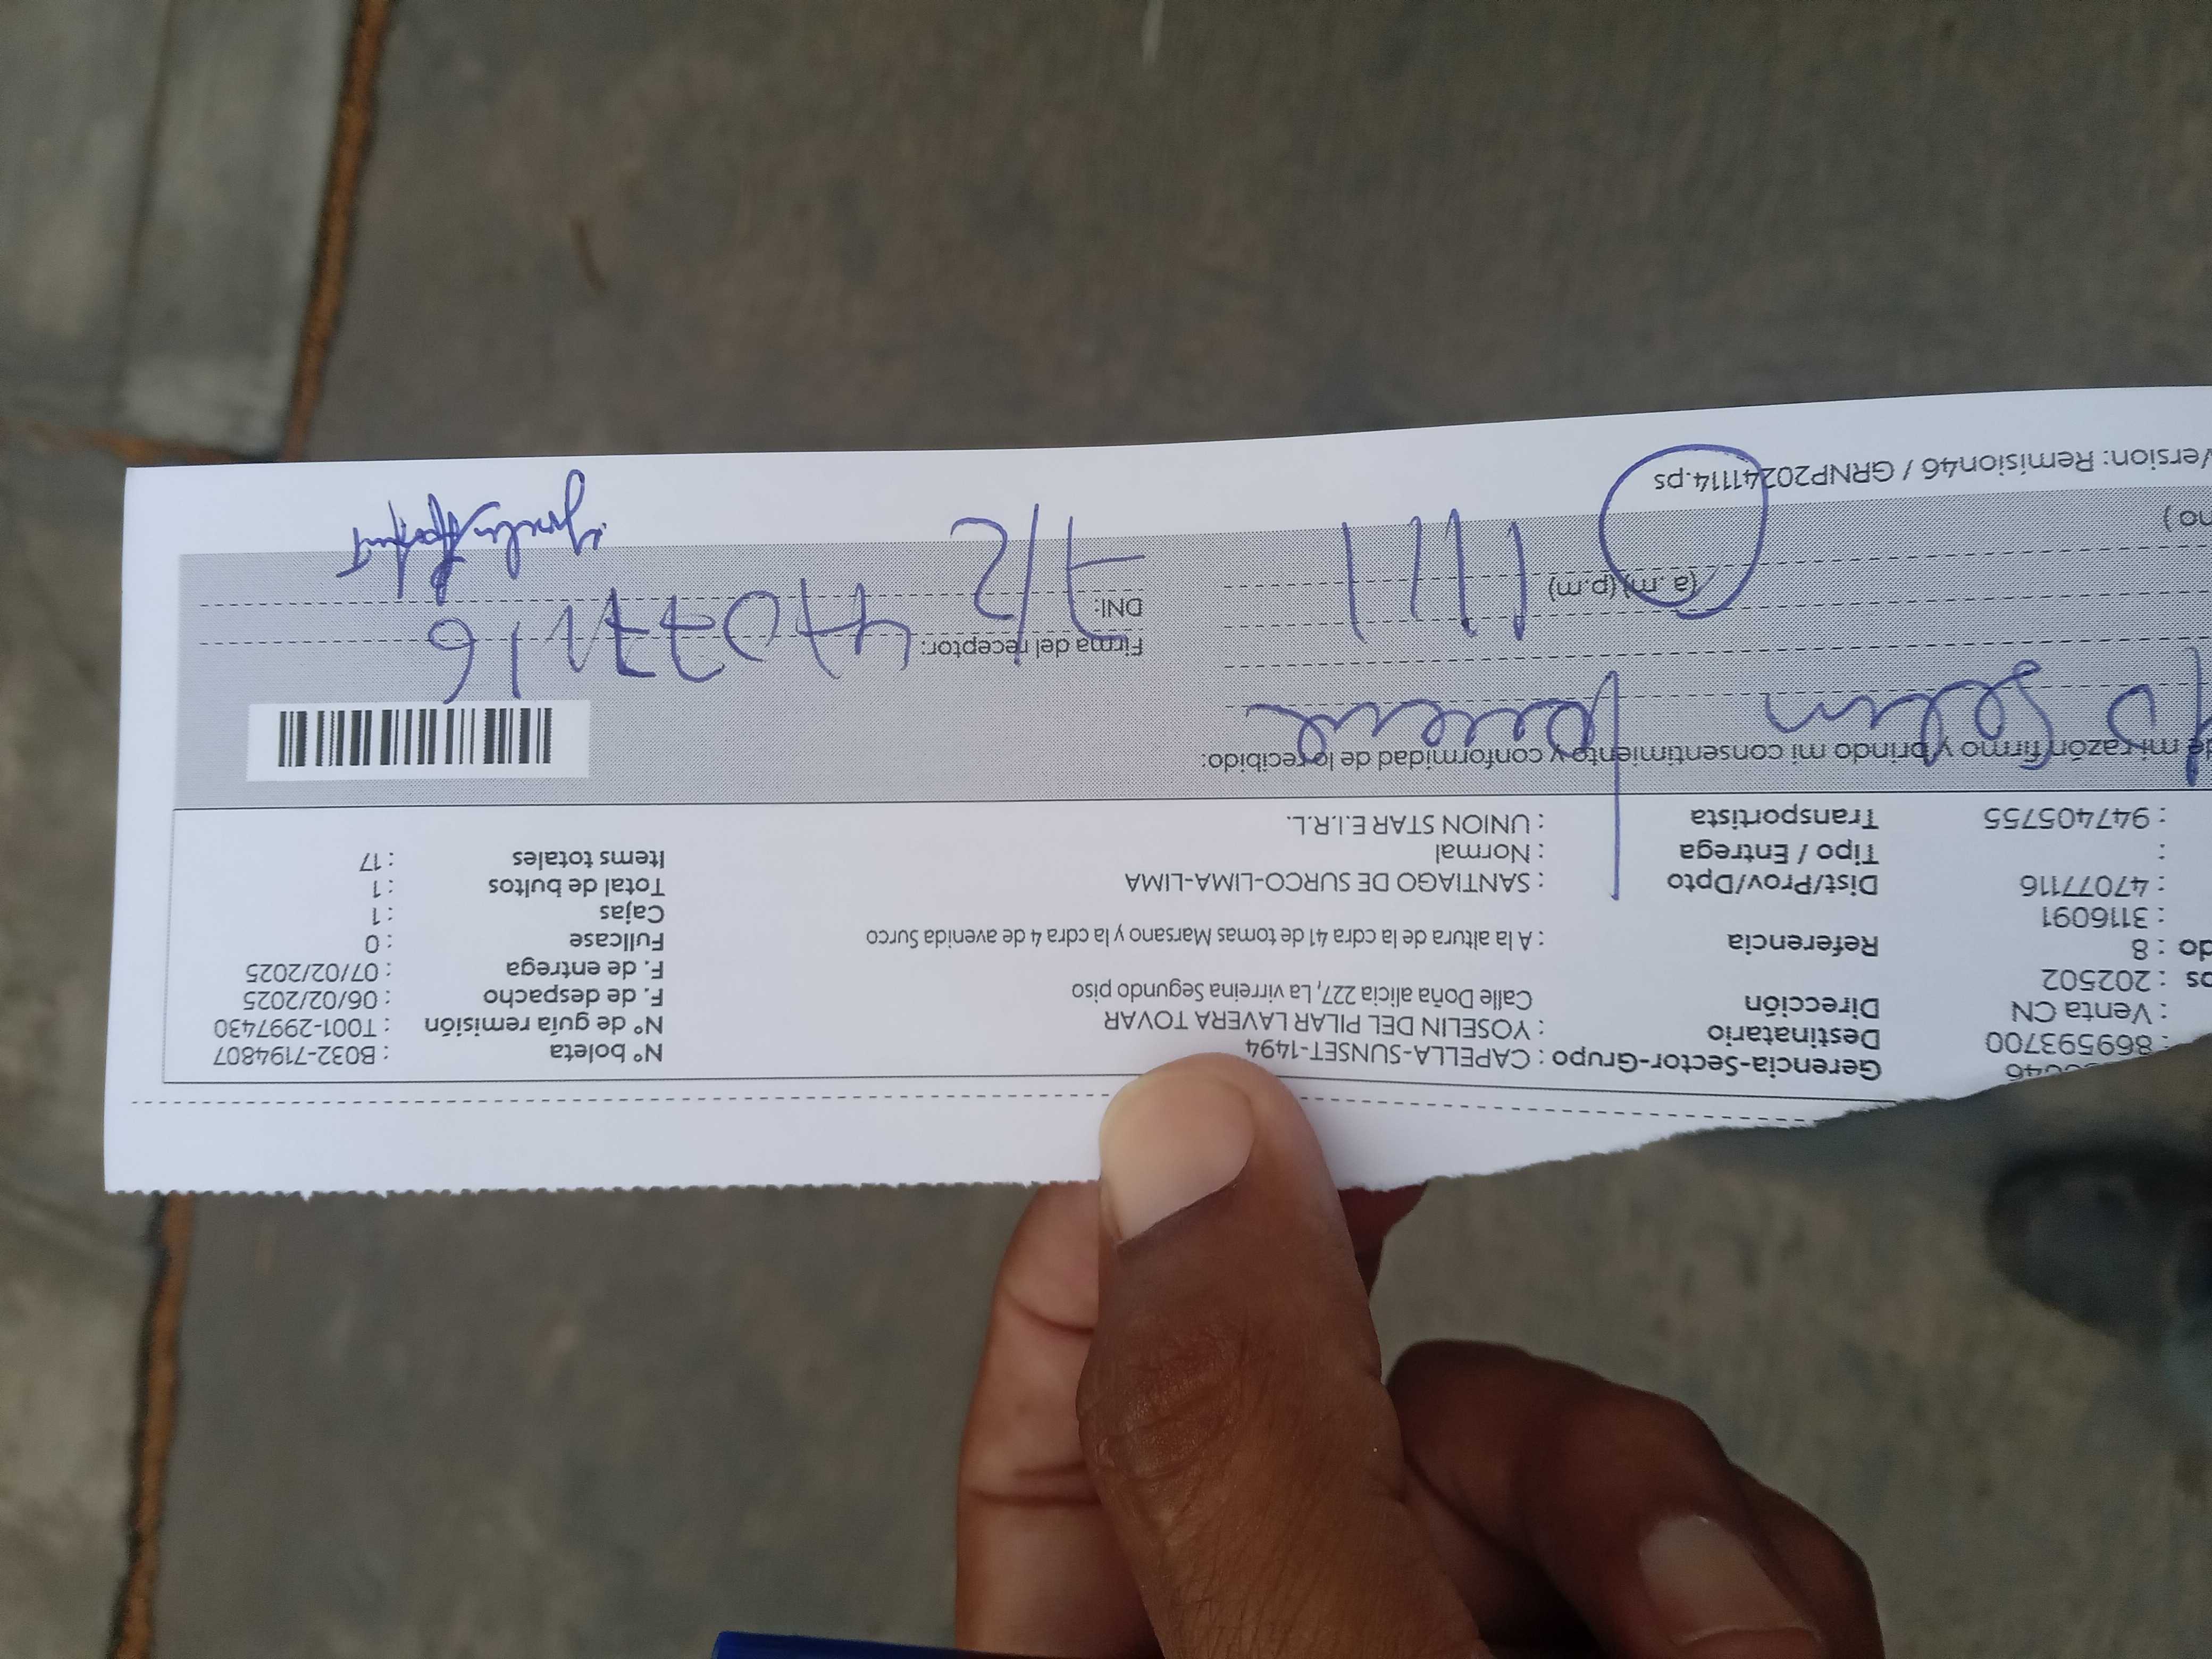 : 869593700
Gerencia-Sector-Grupo : CAPELLA-SUNSET-1494
N° boleta : B032-7194807
: Venta CN
Destinatario : YOSELIN DEL PILAR LAVERA TOVAR
N° de guía remisión : T001-2997430
: 202502
Dirección Calle Doña alicia 227, La virreina Segundo piso
F. de despacho : 06/02/2025
do : 8
F. de entrega : 07/02/2025
: 3116091
Referencia : A la altura de la cdra 41 de tomas Marsano y la cdra 4 de avenida Surco
Fullcase : 0
Cajas : 1
: 47077116
Dist/Prov/Dpto : SANTIAGO DE SURCO-LIMA-LIMA
Total de bultos : 1
:
Tipo / Entrega : Normal
Items totales : 17
: 947405755
Transportista : UNION STAR E.I.R.L.
de mi razón firmo y brindo mi consentimiento y conformidad de lo recibido:
Firma del receptor:
47077116
DNI:
(a.m)(p.m)
7/2
no )
Version: Remision46 / GRNP20241114.ps